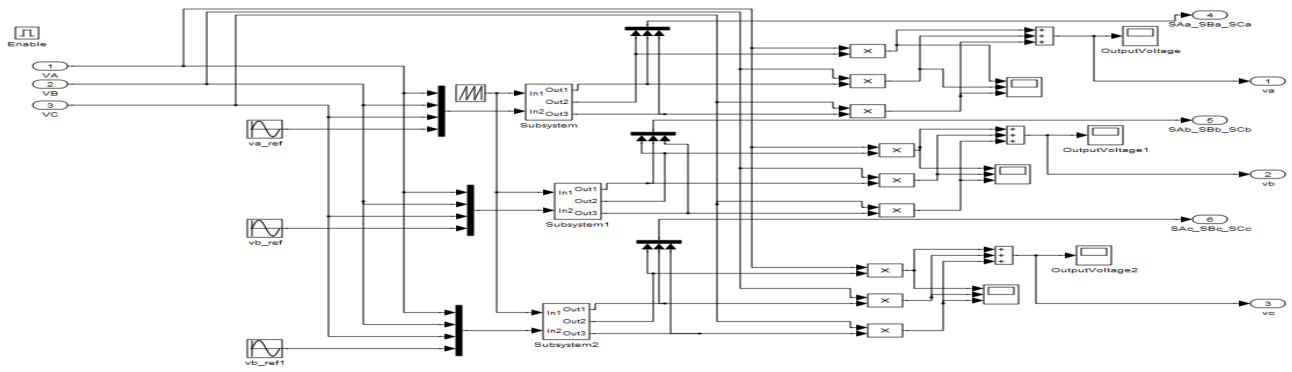 Enable
1
VA
2
VB
3
VC
va_ref
In1
In2
Out1
Out2
Out3
Subsystem
4
SAa_SBa_SCa
×
×
×
+
+
+
OutputVoltage
1
va
vb_ref
In1
In2
Out1
Out2
Out3
Subsystem1
5
SAb_SBb_SCb
×
×
×
+
+
+
OutputVoltage1
2
vb
vb_ref1
In1
In2
Out1
Out2
Out3
Subsystem2
6
SAc_SBc_SCc
×
×
×
+
+
+
OutputVoltage2
3
vc